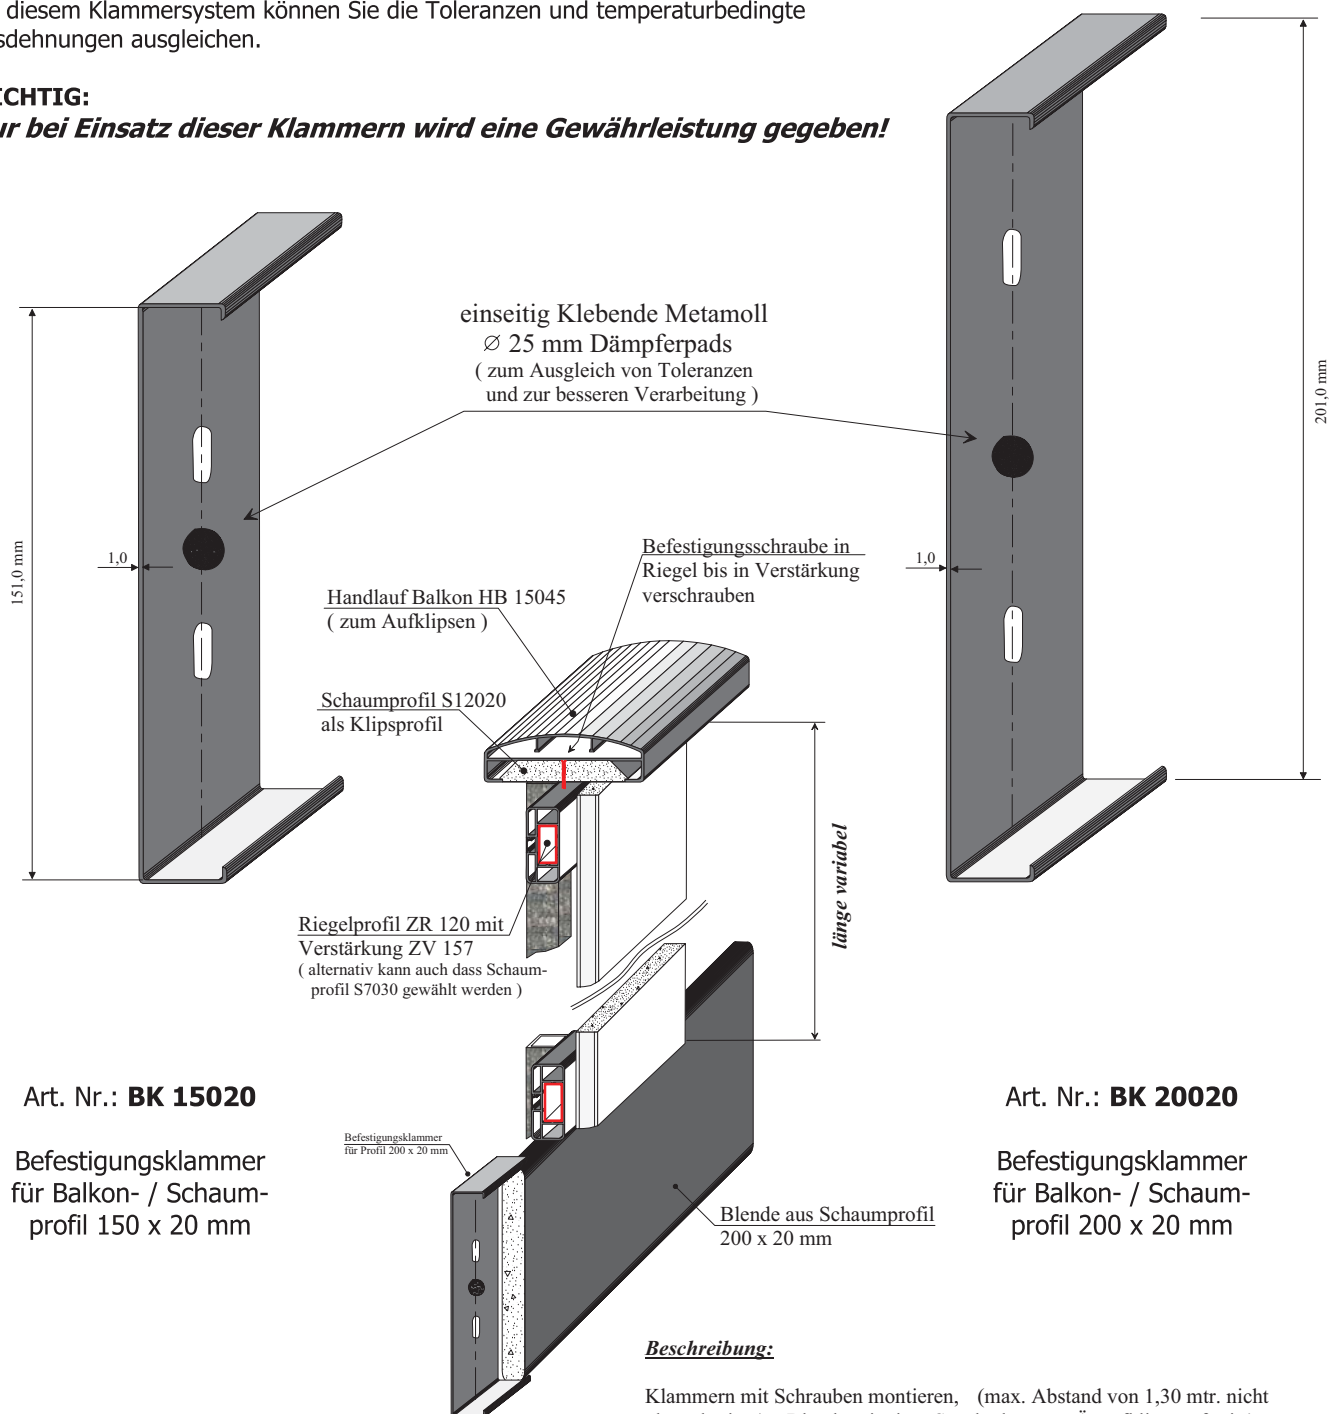 diesem Klammersystem können Sie die Toleranzen und temperaturbedingte
sdehnungen ausgleichen.
ICHTIG:
ur bei Einsatz dieser Klammern wird eine Gewährleistung gegeben!
einseitig Klebende Metamoll
∅ 25 mm Dämpferpads
( zum Ausgleich von Toleranzen
und zur besseren Verarbeitung )
201,0 mm
151,0 mm
1,0
1,0
Befestigungsschraube in
Riegel bis in Verstärkung
verschrauben
Handlauf Balkon HB 15045
( zum Aufklipsen )
Schaumprofil S12020
als Klipsprofil
länge variabel
Riegelprofil ZR 120 mit
Verstärkung ZV 157
( alternativ kann auch dass Schaum-
profil S7030 gewählt werden )
Art. Nr.: BK 15020
Befestigungsklammer
für Balkon- / Schaum-
profil 150 x 20 mm
Befestigungsklammer
für Profil 200 x 20 mm
Art. Nr.: BK 20020
Befestigungsklammer
für Balkon- / Schaum-
profil 200 x 20 mm
Blende aus Schaumprofil
200 x 20 mm
Beschreibung:
Klammern mit Schrauben montieren, (max. Abstand von 1,30 mtr. nicht